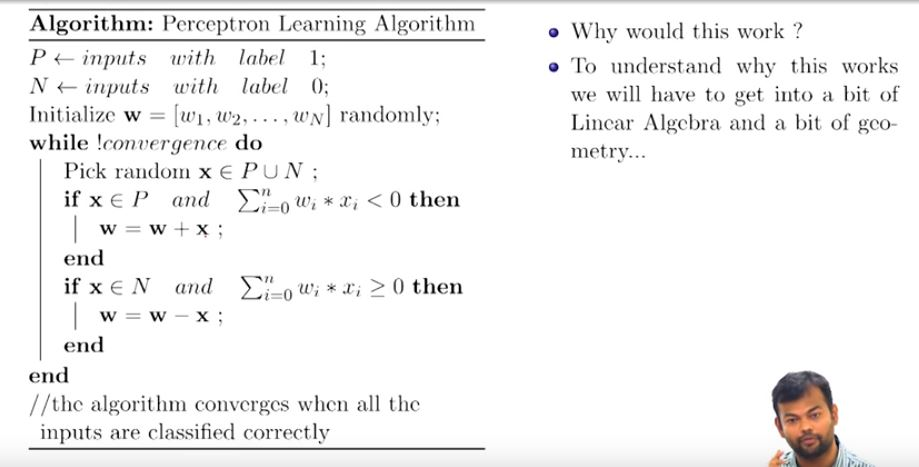 Algorithm: Perceptron Learning Algorithm
P ← inputs with label 1;
N ← inputs with label 0;
Initialize w = [w₁, w₂, . . . , w_N] randomly;
while !convergence do
Pick random x ∈ P ∪ N ;
if x ∈ P and ∑ⁿᵢ₌₀ wᵢ ∗ xᵢ < 0 then
w = w + x ;
end
if x ∈ N and ∑ⁿᵢ₌₀ wᵢ ∗ xᵢ ≥ 0 then
w = w − x ;
end
end
//the algorithm converges when all the
inputs are classified correctly
• Why would this work ?
• To understand why this works
we will have to get into a bit of
Linear Algebra and a bit of geo-
metry...